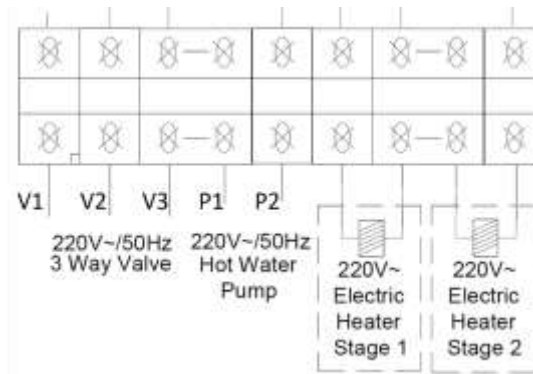 V1 V2 V3 P1 P2
220V~/50Hz
3 Way Valve
220V~/50Hz
Hot Water
Pump
220V~
Electric
Heater
Stage 1
220V~
Electric
Heater
Stage 2